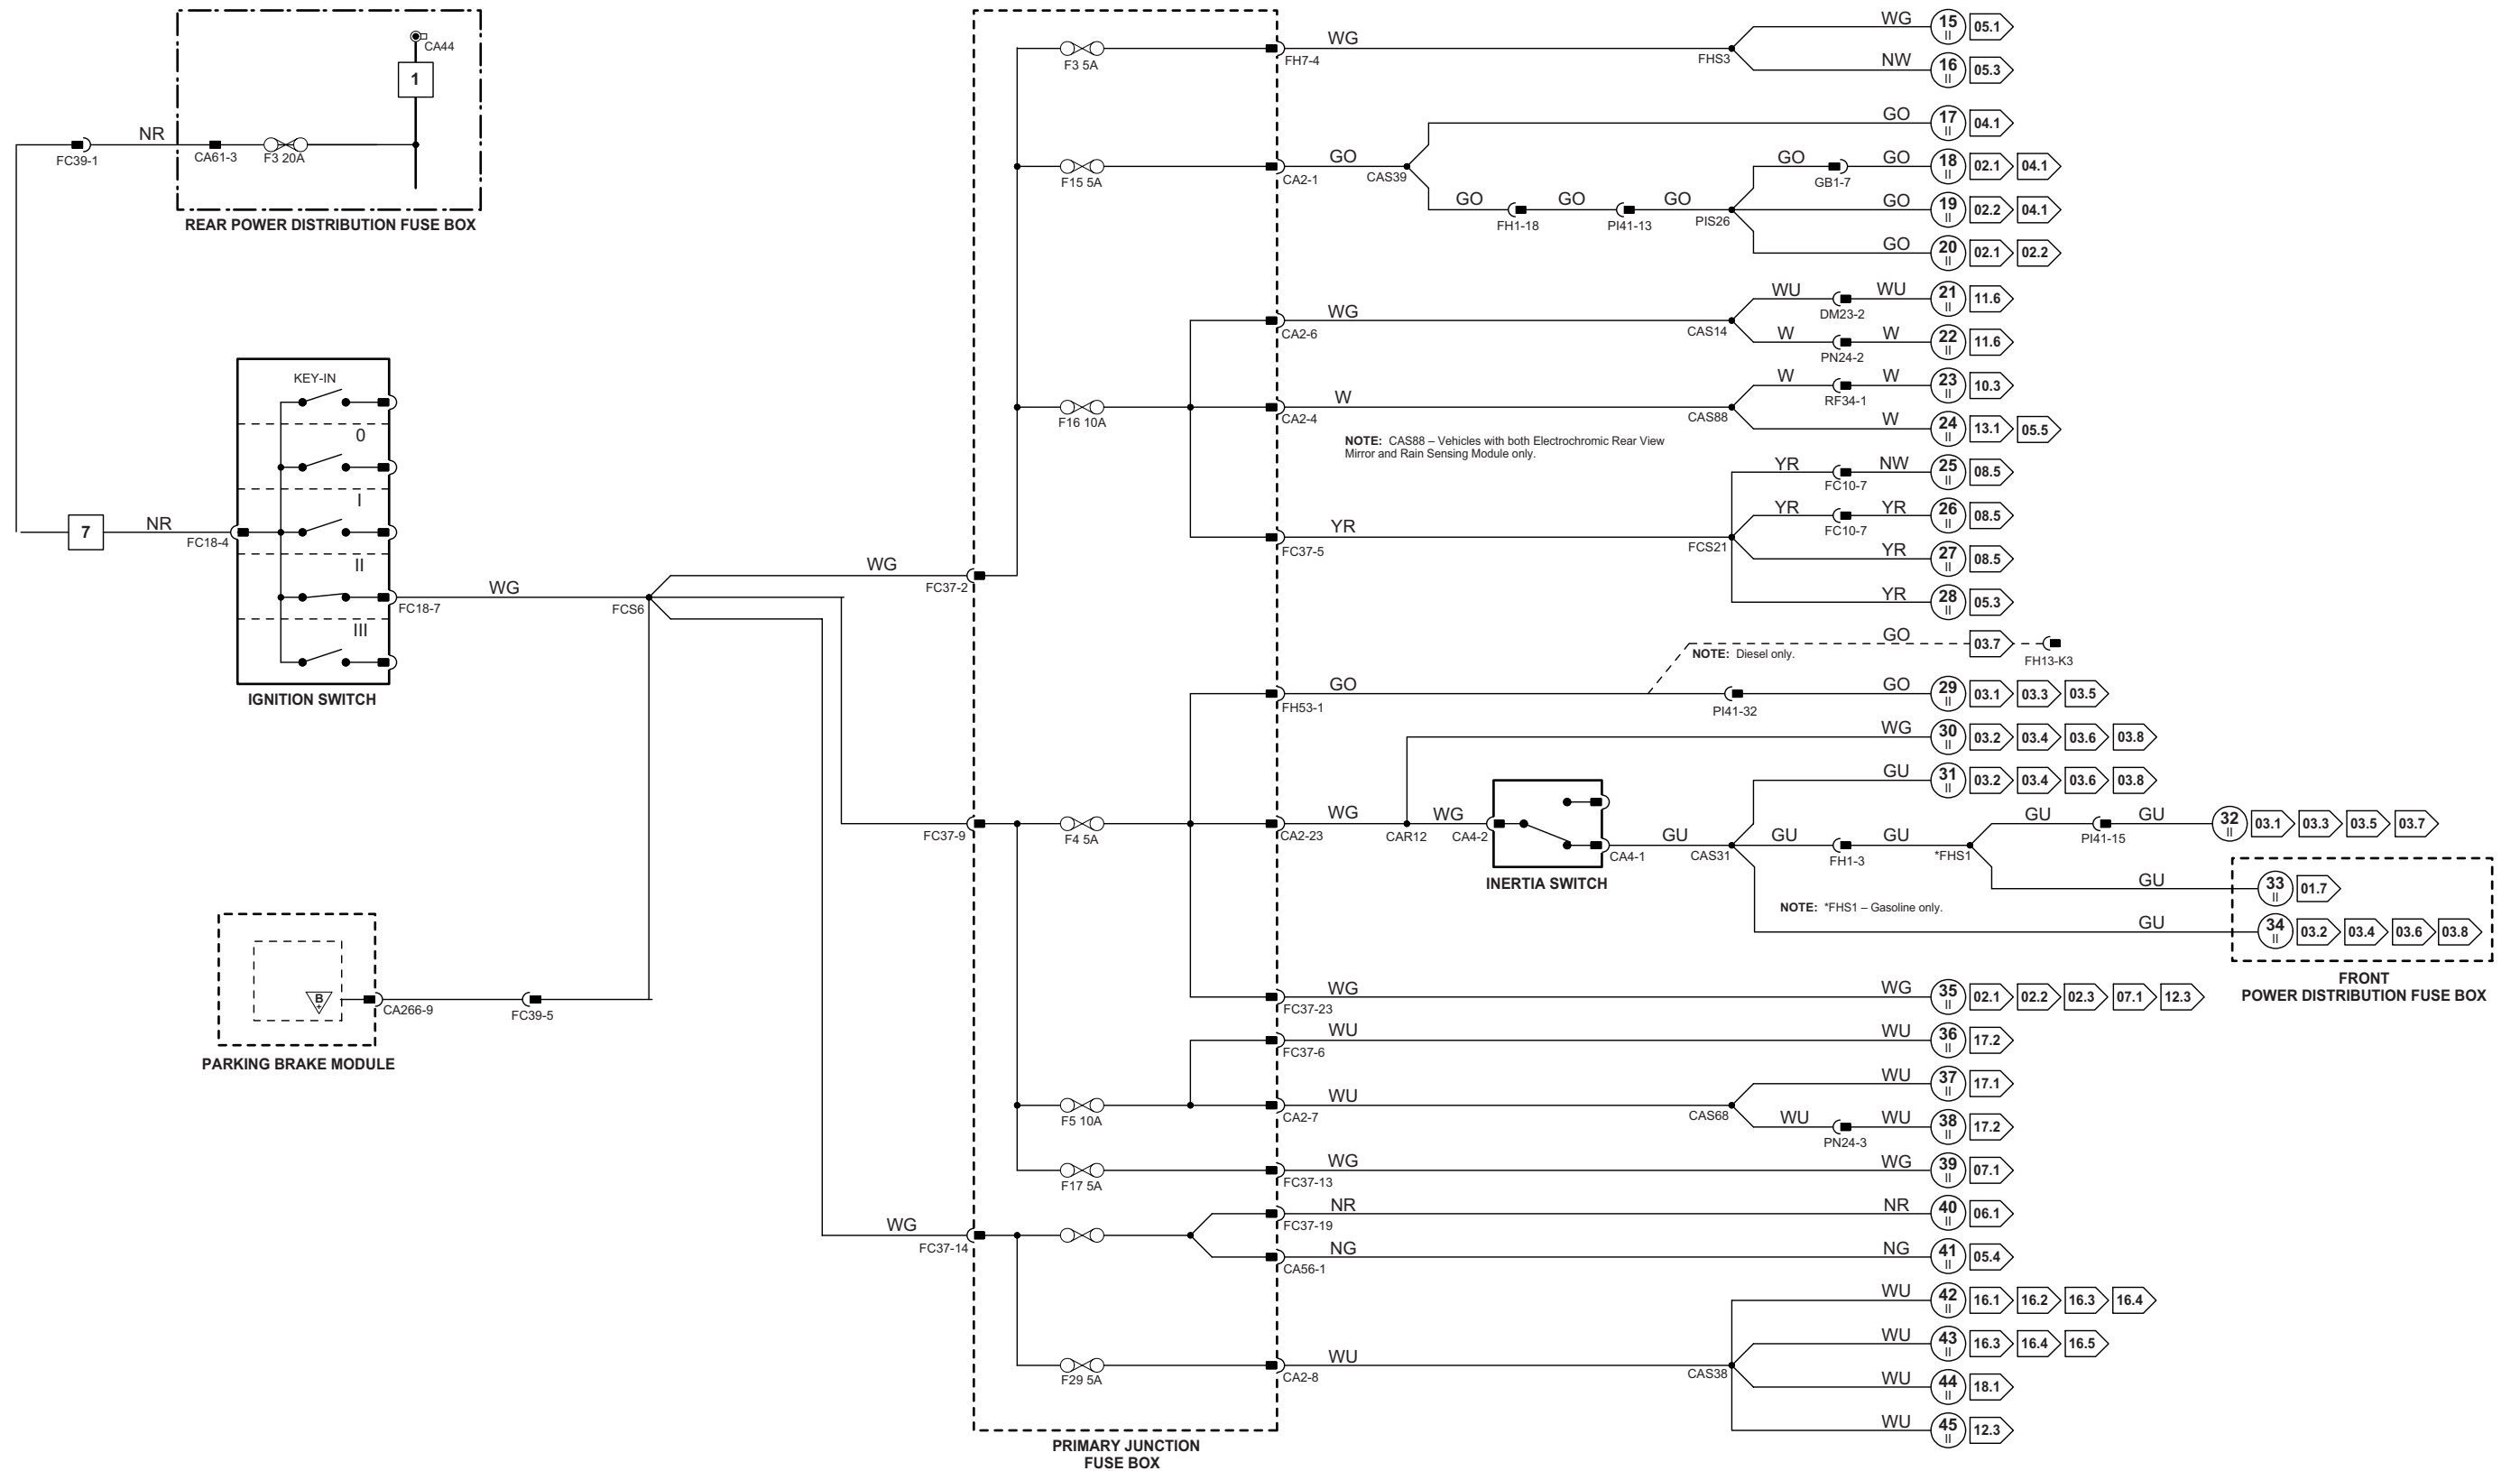 CA44
1
NR
FC39-1
CA61-3
F3 20A
REAR POWER DISTRIBUTION FUSE BOX
KEY-IN
0
I
7
NR
FC18-4
II
FC18-7
WG
FCS6
III
IGNITION SWITCH
B
+
CA266-9
FC39-5
PARKING BRAKE MODULE
WG
FC37-2
FC37-9
WG
FC37-14
F3 5A
F15 5A
F16 10A
F4 5A
F5 10A
F17 5A
F29 5A
PRIMARY JUNCTION
FUSE BOX
FH7-4
WG
FHS3
WG 15 II 05.1
NW 16 II 05.3
CA2-1
GO
CAS39
GO 17 II 04.1
GO
FH1-18
GO
PI41-13
GO
PIS26
GO
GB1-7
GO 18 II 02.1 04.1
GO 19 II 02.2 04.1
GO 20 II 02.1 02.2
CA2-6
WG
CAS14
WU
DM23-2
WU 21 II 11.6
W
PN24-2
W 22 II 11.6
CA2-4
W
CAS88
W
RF34-1
W 23 II 10.3
W 24 II 13.1 05.5
NOTE: CAS88 – Vehicles with both Electrochromic Rear View
Mirror and Rain Sensing Module only.
FC37-5
YR
FCS21
YR
FC10-7
NW 25 II 08.5
YR
FC10-7
YR 26 II 08.5
YR 27 II 08.5
YR 28 II 05.3
GO 03.7
FH13-K3
NOTE: Diesel only.
FH53-1
GO
PI41-32
GO 29 II 03.1 03.3 03.5
WG 30 II 03.2 03.4 03.6 03.8
CA2-23
WG
CAR12
WG
CA4-2
INERTIA SWITCH
CA4-1
GU
CAS31
GU 31 II 03.2 03.4 03.6 03.8
GU
FH1-3
GU
*FHS1
GU
PI41-15
GU 32 II 03.1 03.3 03.5 03.7
GU 33 II 01.7
NOTE: *FHS1 – Gasoline only.
GU 34 II 03.2 03.4 03.6 03.8
FRONT
POWER DISTRIBUTION FUSE BOX
FC37-23
WG
WG 35 II 02.1 02.2 02.3 07.1 12.3
FC37-6
WU
WU 36 II 17.2
CA2-7
WU
CAS68
WU 37 II 17.1
WU
PN24-3
WU 38 II 17.2
FC37-13
WG
WG 39 II 07.1
FC37-19
NR
NR 40 II 06.1
CA56-1
NG
NG 41 II 05.4
WU 42 II 16.1 16.2 16.3 16.4
CA2-8
WU
CAS38
WU 43 II 16.3 16.4 16.5
WU 44 II 18.1
WU 45 II 12.3